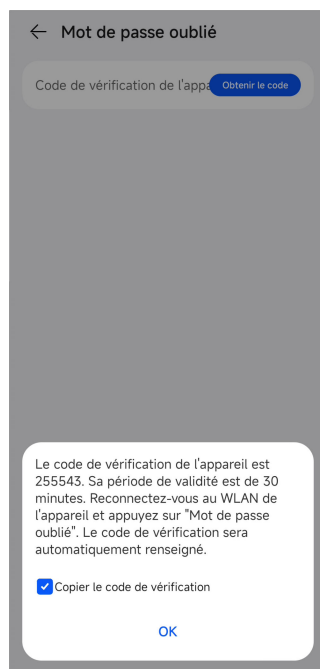 Mot de passe oublié
Code de vérification de l'appa
Obtenir le code
Le code de vérification de l'appareil est
255543. Sa période de validité est de 30
minutes. Reconnectez-vous au WLAN de
l'appareil et appuyez sur "Mot de passe
oublié". Le code de vérification sera
automatiquement renseigné.
Copier le code de vérification
OK